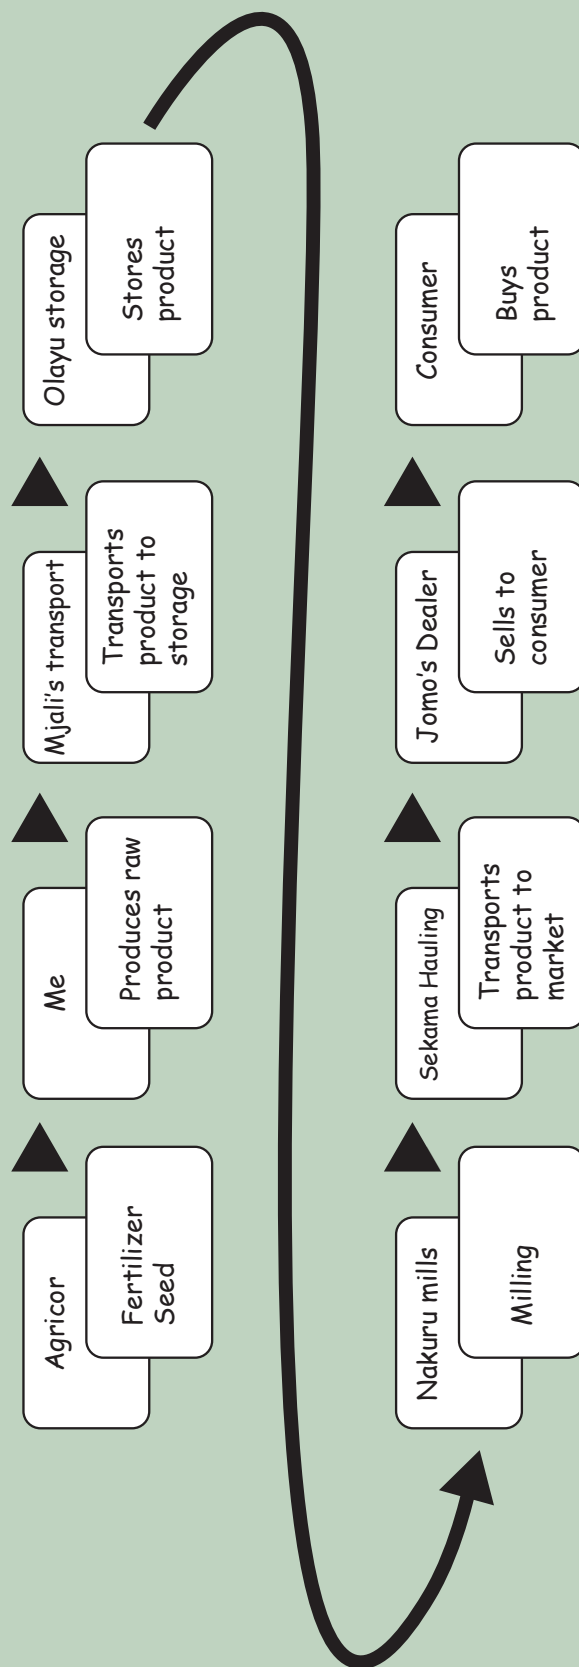 Agricor
Fertilizer
Seed
Me
Produces raw
product
Mjali's transport
Transports
product to
storage
Olayu storage
Stores
product
Nakuru mills
Milling
Sekama Hauling
Transports
product to
market
Jomo's Dealer
Sells to
consumer
Consumer
Buys
product